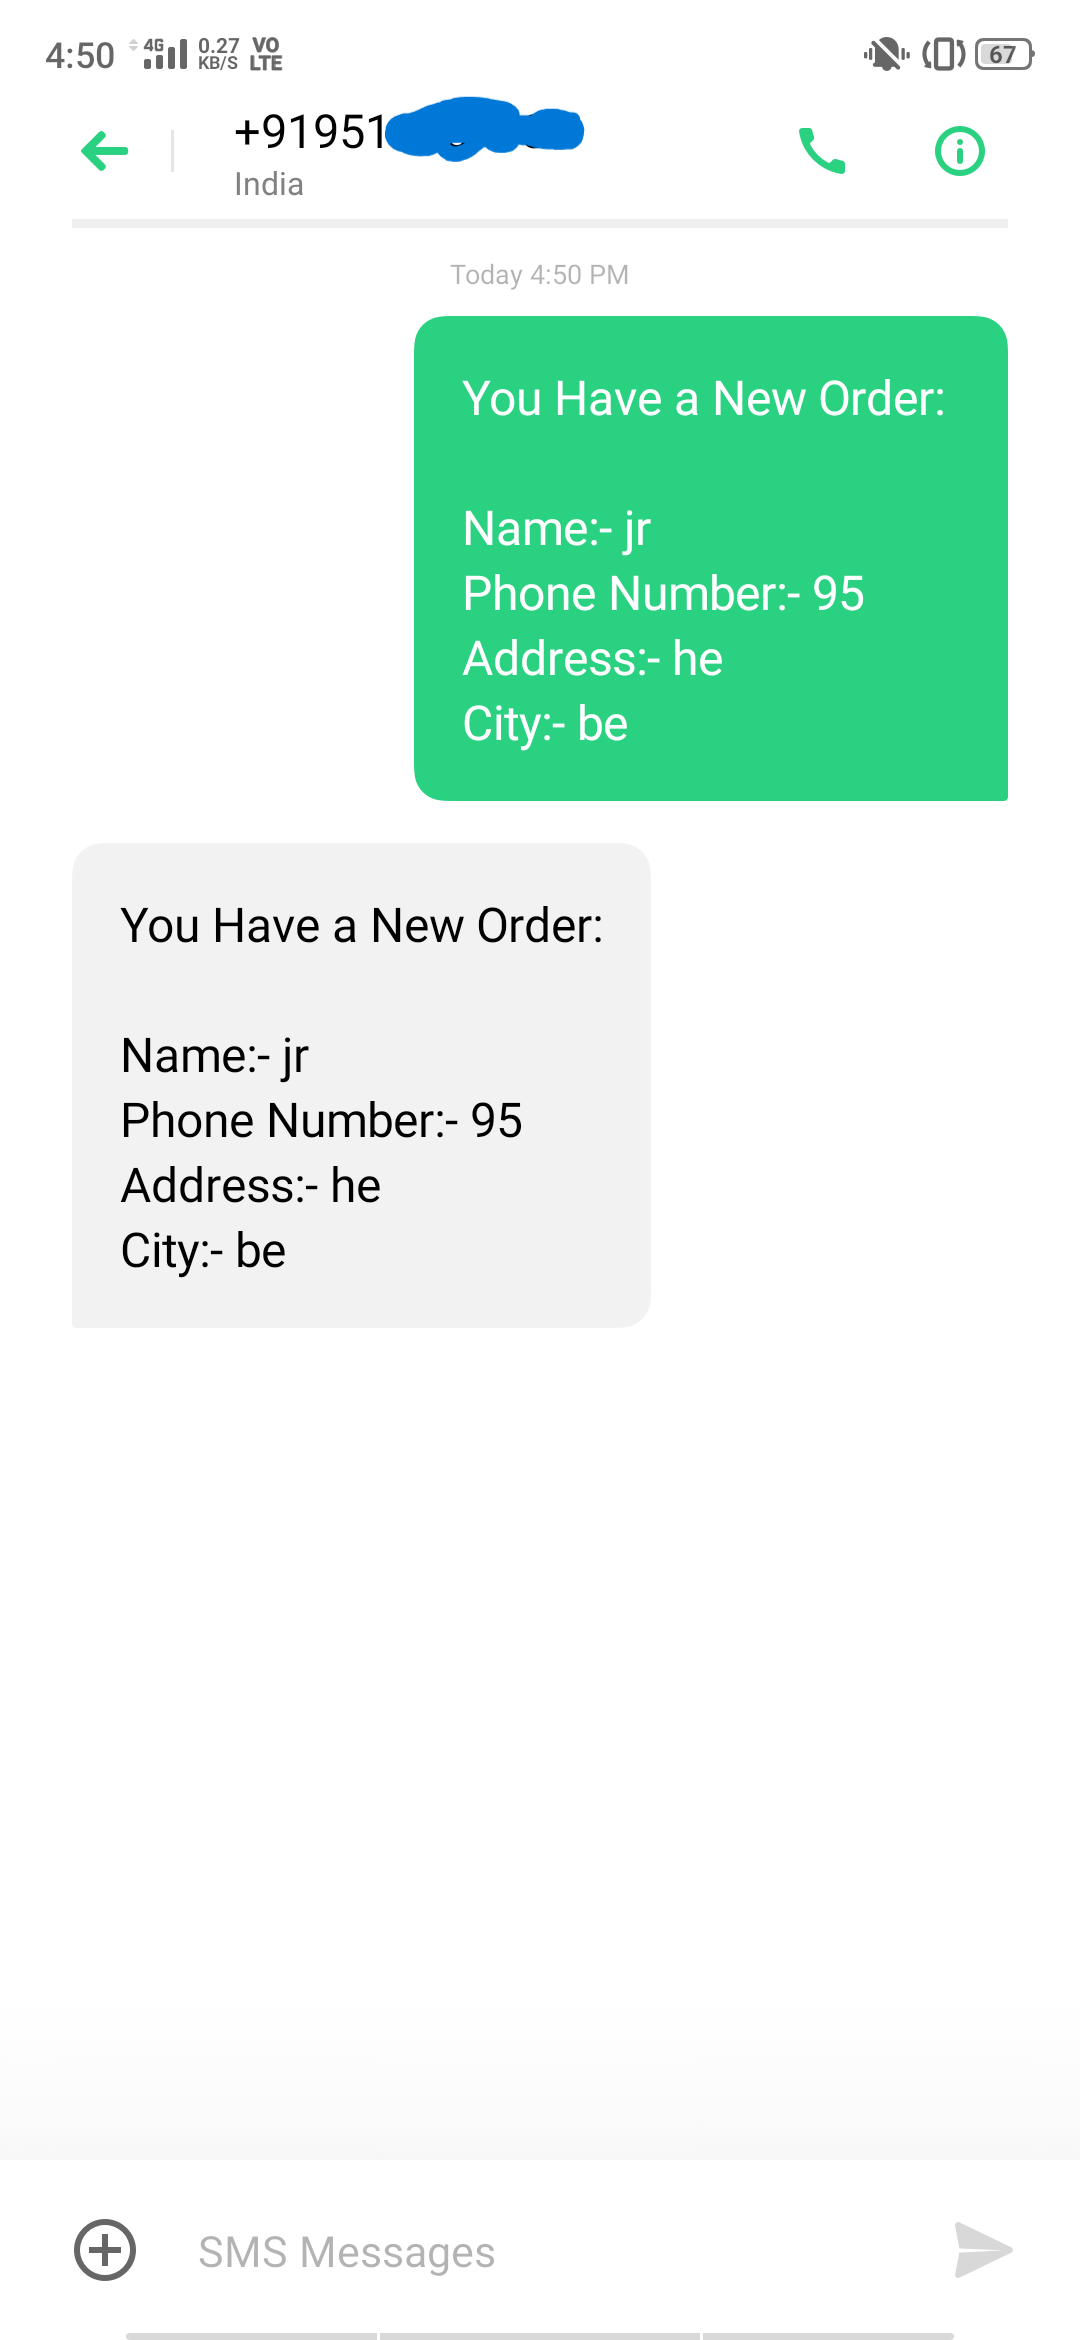 4:50 4G 0.27 KB/S VO LTE 67
+91951
India
Today 4:50 PM
You Have a New Order:
Name:- jr
Phone Number:- 95
Address:- he
City:- be
You Have a New Order:
Name:- jr
Phone Number:- 95
Address:- he
City:- be
SMS Messages